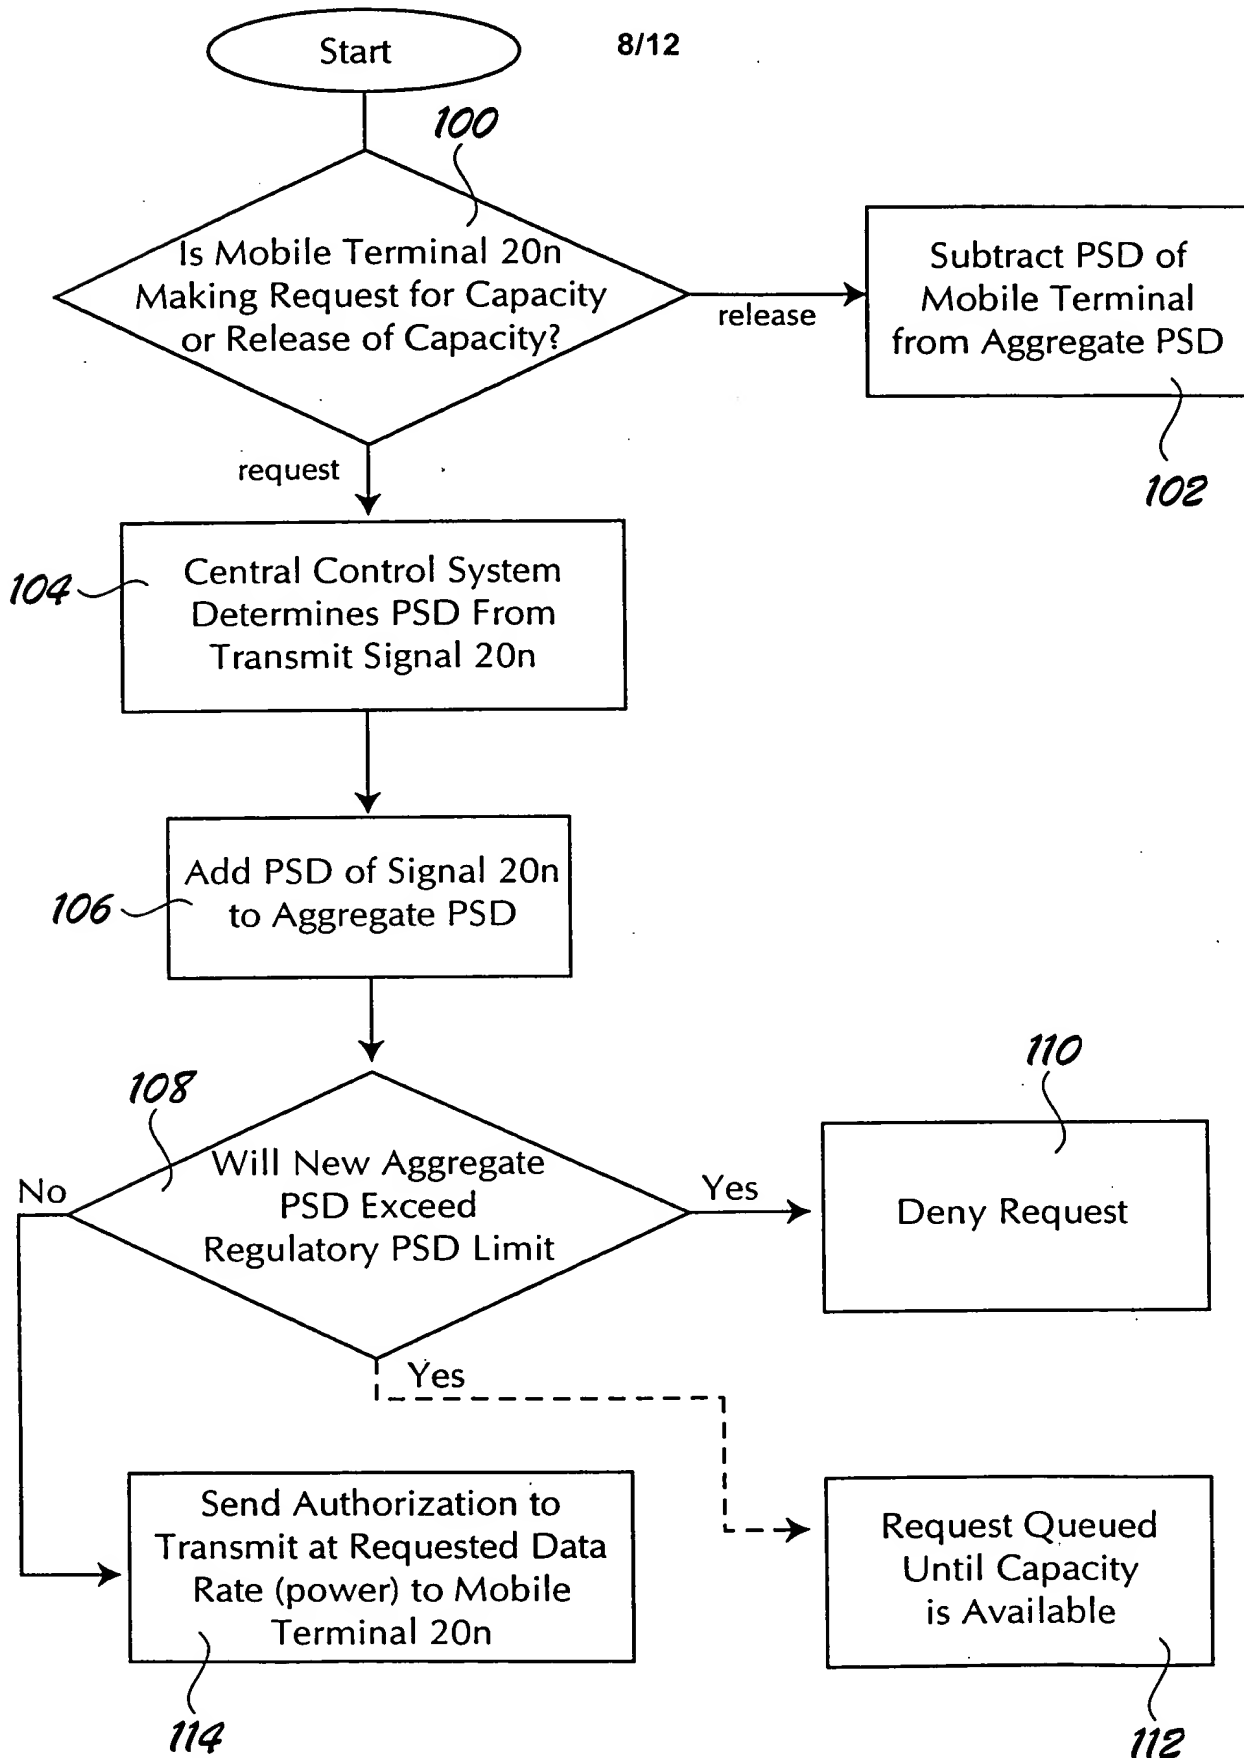 Start
8/12
100
Is Mobile Terminal 20n
Making Request for Capacity
or Release of Capacity?
release
Subtract PSD of
Mobile Terminal
from Aggregate PSD
102
request
104
Central Control System
Determines PSD From
Transmit Signal 20n
106
Add PSD of Signal 20n
to Aggregate PSD
108
Will New Aggregate
PSD Exceed
Regulatory PSD Limit
No
Yes
110
Deny Request
Yes
Send Authorization to
Transmit at Requested Data
Rate (power) to Mobile
Terminal 20n
114
Request Queued
Until Capacity
is Available
112